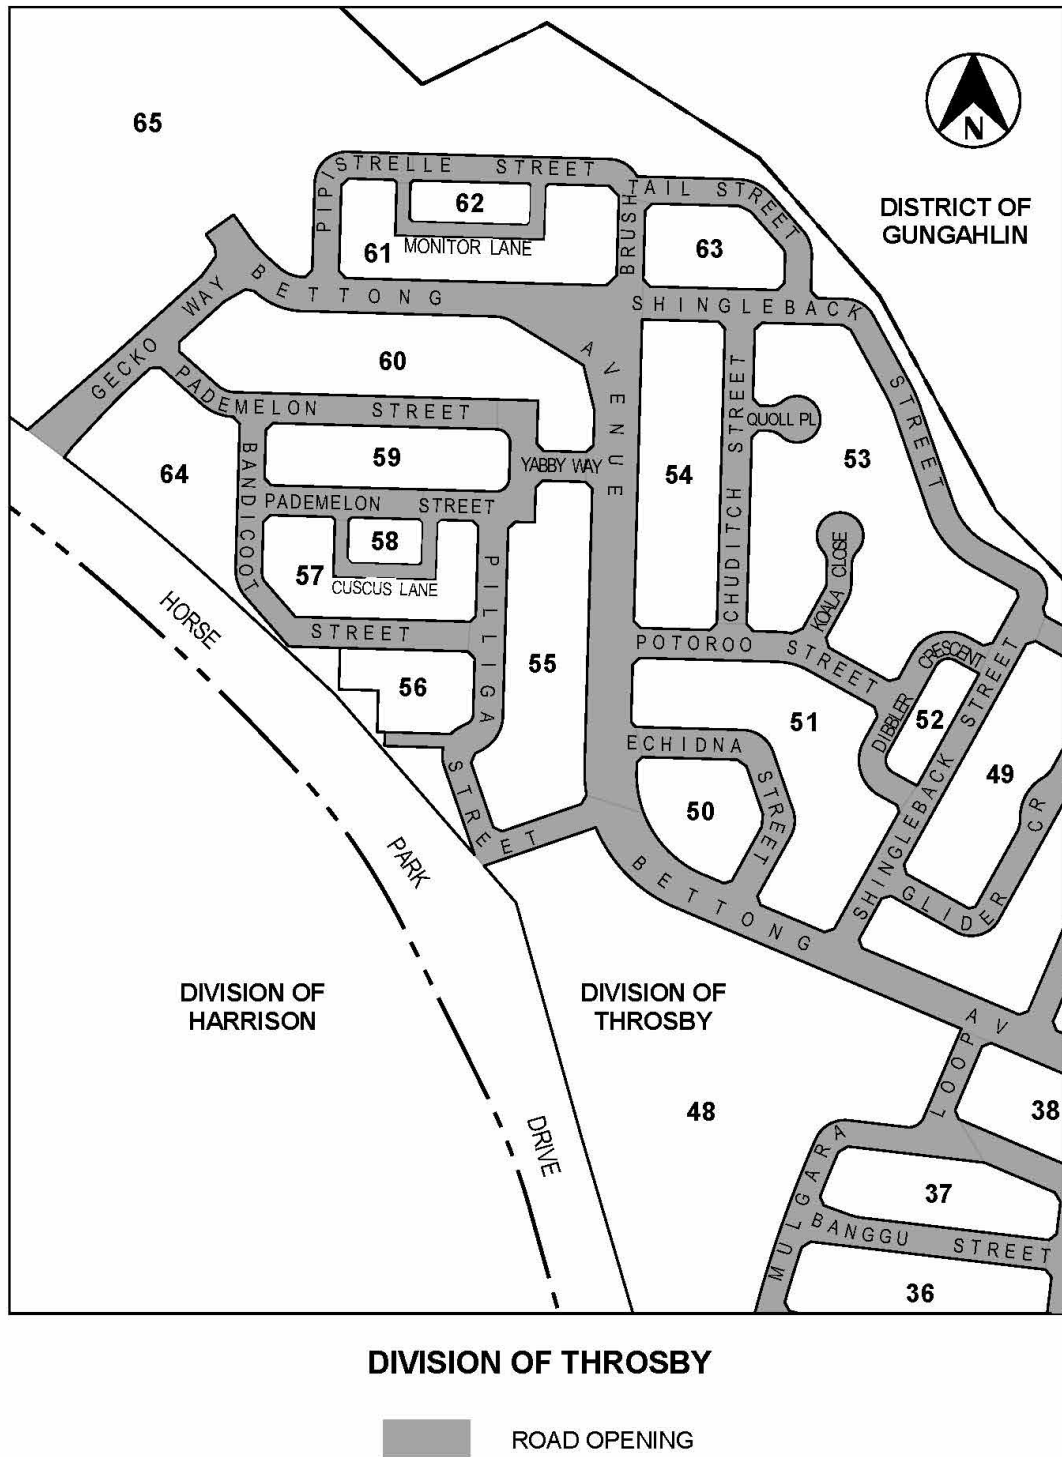 65
N
DISTRICT OF
GUNGAHLIN
PIPISTRELLE STREET
BRUSHTAIL STREET
62
61
MONITOR LANE
63
GECKO WAY
BETTONG AVENUE
SHINGLEBACK STREET
60
PADEMELON STREET
QUOLL PL
59
YABBY WAY
64
54
53
CHUDITCH STREET
BANDICOOT STREET
PADEMELON STREET
58
57
CUSCUS LANE
PILLIGA STREET
KOALA CLOSE
HORSE PARK DRIVE
POTOROO STREET
55
56
DIBBLER CRESCENT
51
52
SHINGLEBACK STREET
49
ECHIDNA STREET
50
GLIDER CR
BETTONG AV
DIVISION OF
HARRISON
DIVISION OF
THROSBY
48
MULGARA LOOP
38
37
BANGGU STREET
36
DIVISION OF THROSBY
ROAD OPENING